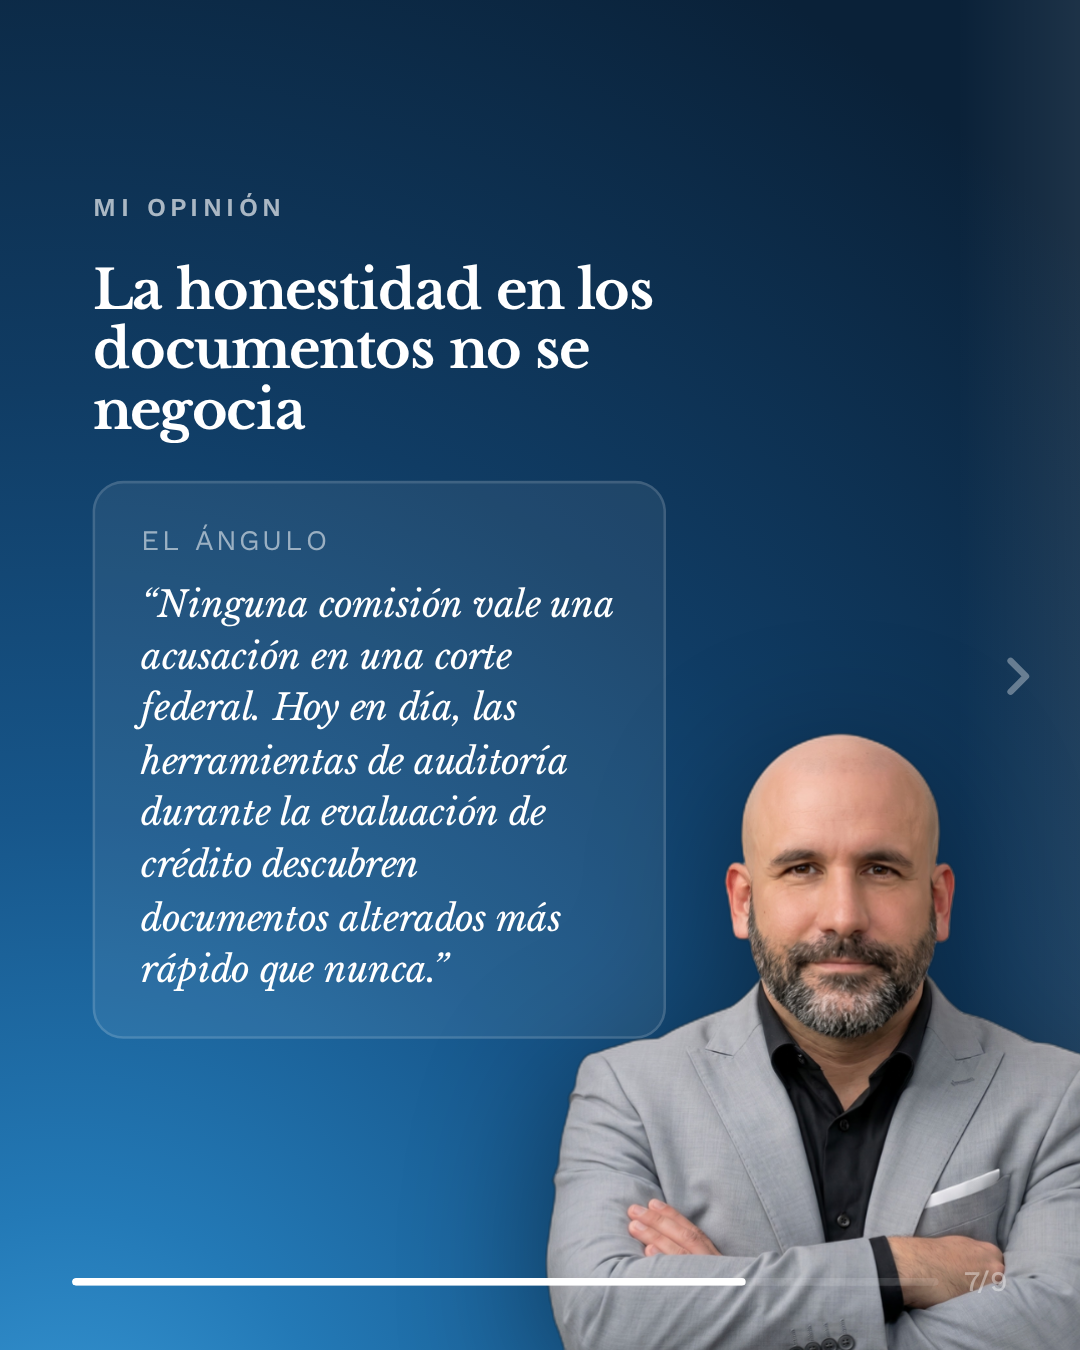 MI OPINIÓN
La honestidad en los
documentos no se
negocia
EL ÁNGULO
“Ninguna comisión vale una
acusación en una corte
federal. Hoy en día, las
herramientas de auditoría
durante la evaluación de
crédito descubren
documentos alterados más
rápido que nunca.”
7/9